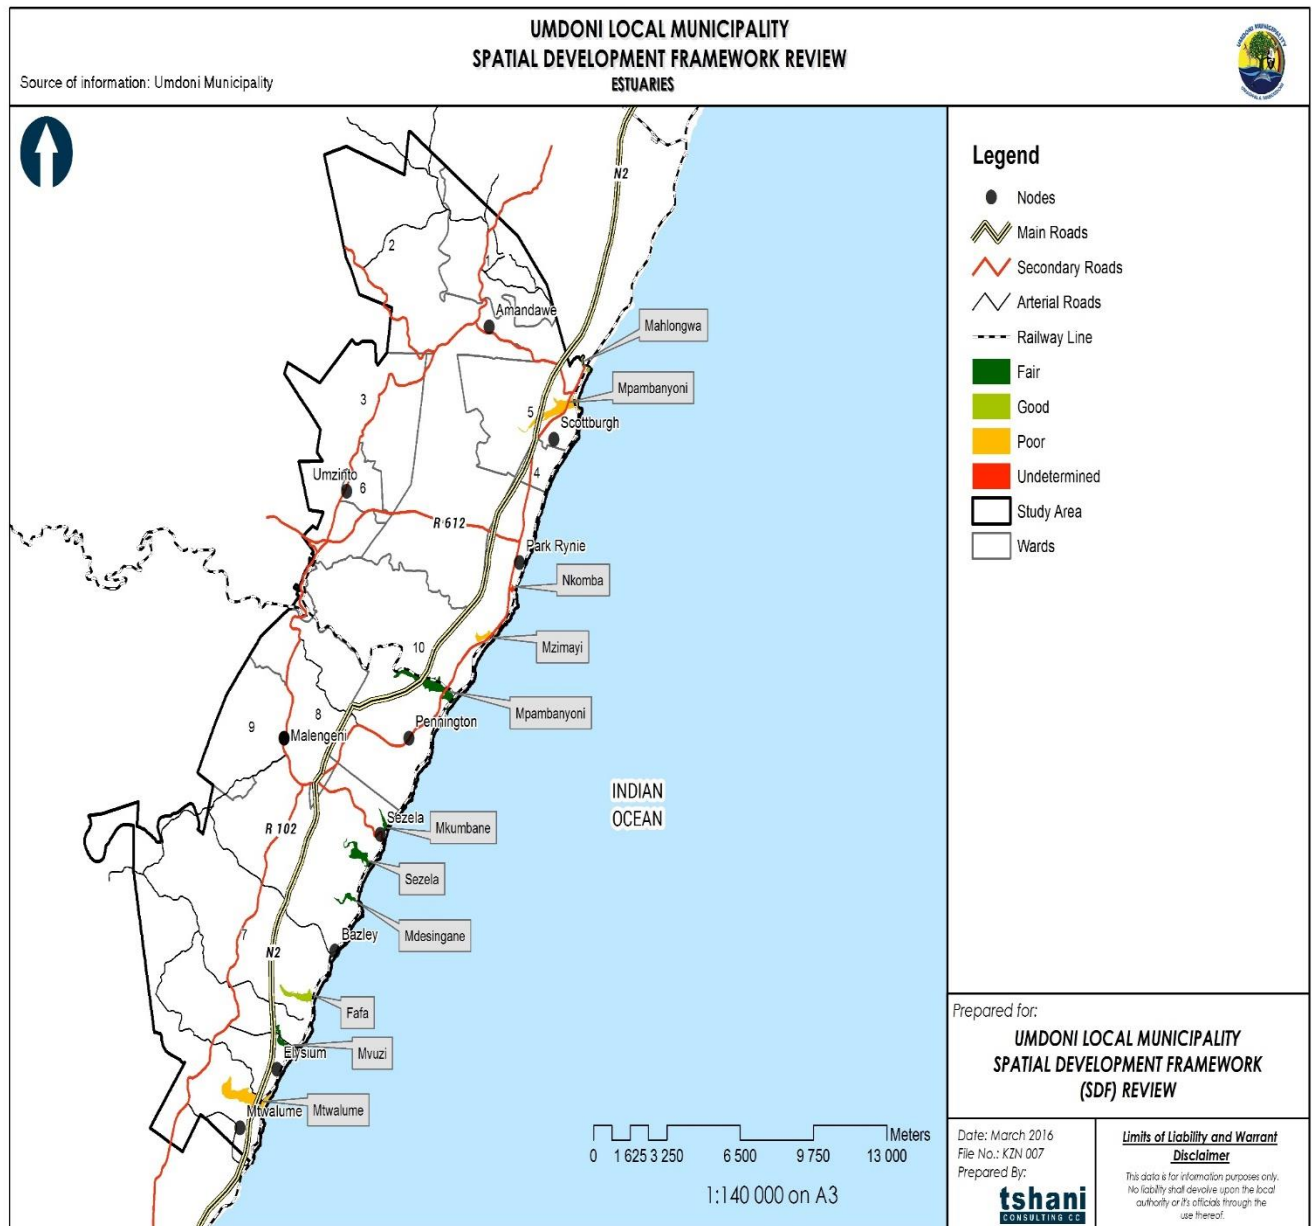 UMDONI LOCAL MUNICIPALITY
SPATIAL DEVELOPMENT FRAMEWORK REVIEW
ESTUARIES
Source of information: Umdoni Municipality
UMDONI MUNICIPALITY
N2
2
1
Amandawe
Mahlongwa
Mpambanyoni
3
5
Scottburgh
4
Umzinto
6
R 612
Park Rynie
Nkomba
Mzimayi
10
Mpambanyoni
8
9
Pennington
Malengeni
INDIAN
OCEAN
Sezela
Mkumbane
R 102
Sezela
Mdesingane
7
Bazley
N2
Fafa
Elysium
Mvuzi
Mtwalume
Mtwalume
Meters
0 1 625 3 250 6 500 9 750 13 000
1:140 000 on A3
Legend
Nodes
Main Roads
Secondary Roads
Arterial Roads
Railway Line
Fair
Good
Poor
Undetermined
Study Area
Wards
Prepared for:
UMDONI LOCAL MUNICIPALITY
SPATIAL DEVELOPMENT FRAMEWORK
(SDF) REVIEW
Date: March 2016
File No.: KZN 007
Prepared By:
tshani
CONSULTING CC
Limits of Liability and Warrant
Disclaimer
This data is for information purposes only.
No liability shall devolve upon the local
authority or it's officials through the
use thereof.